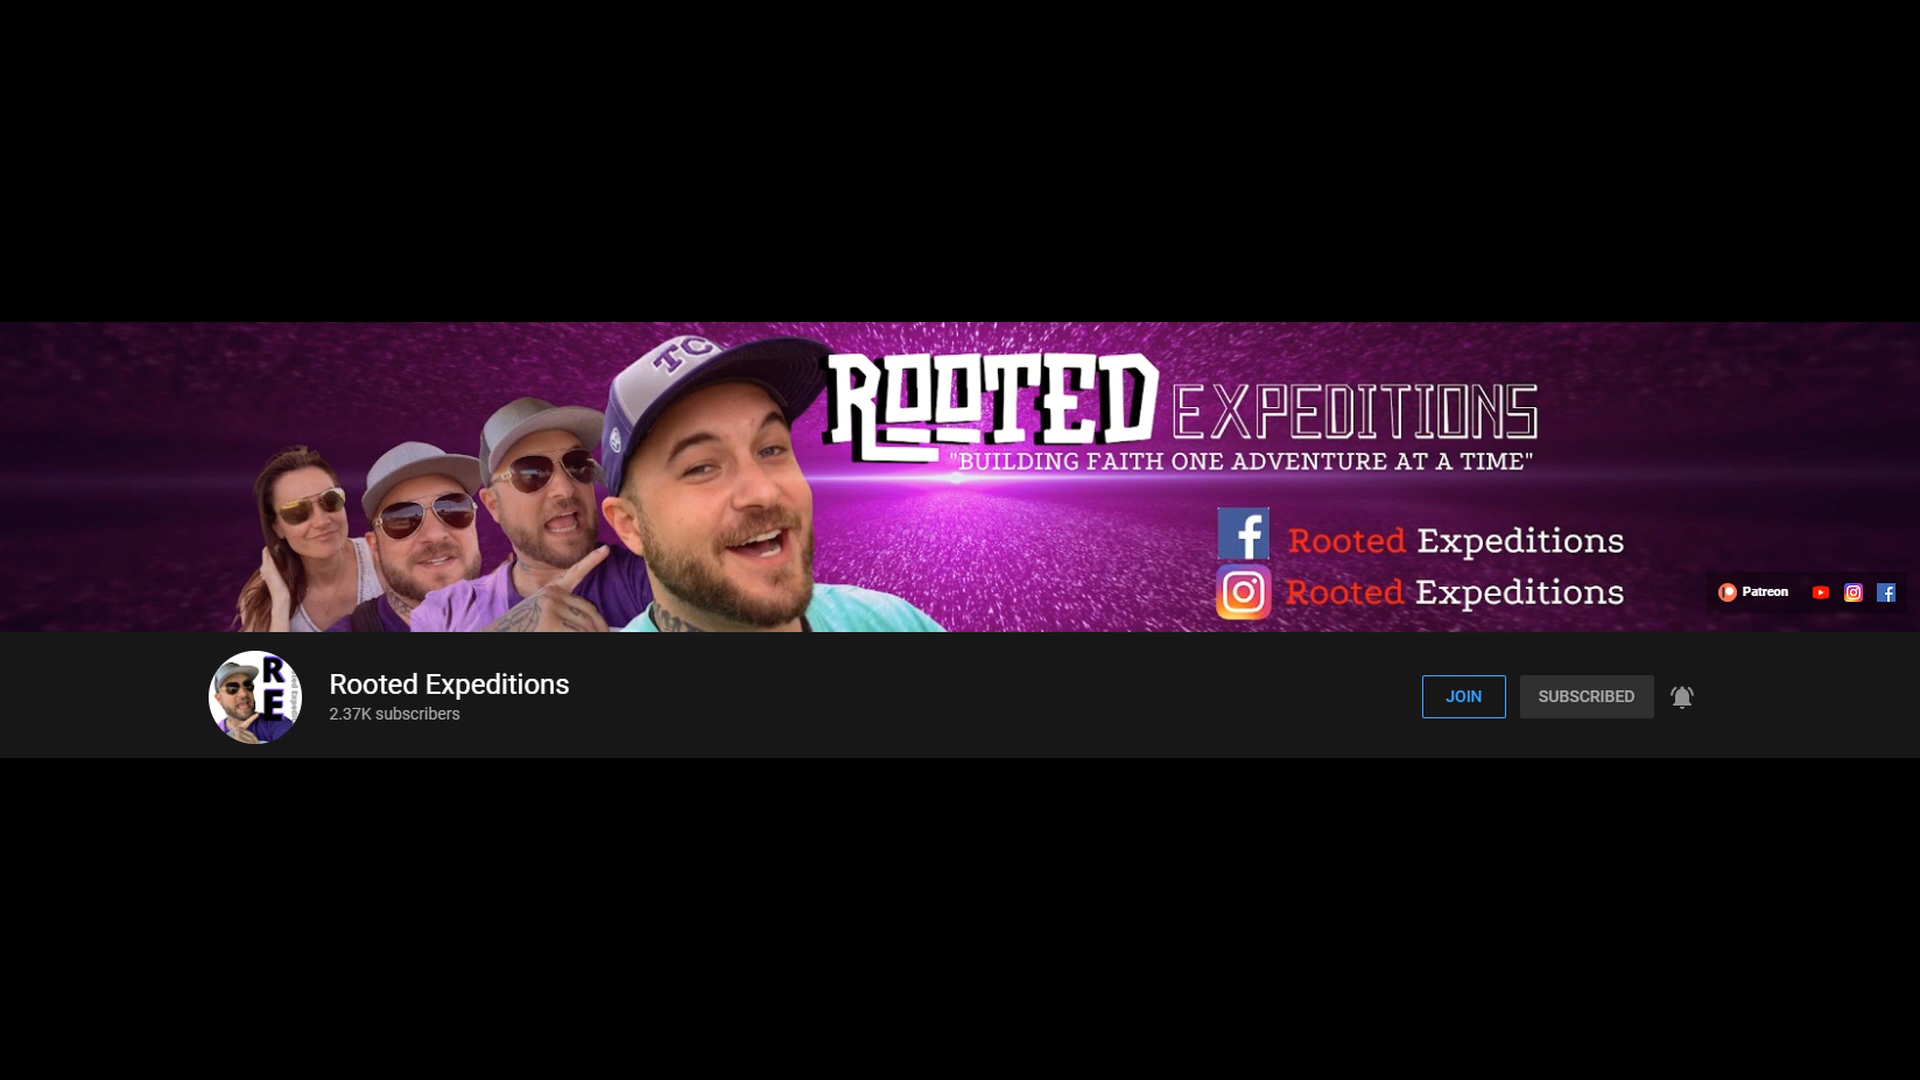 TC
ROOTED EXPEDITIONS
"BUILDING FAITH ONE ADVENTURE AT A TIME"
Rooted Expeditions
Rooted Expeditions
Patreon
R
E
Rooted Expeditions
2.37K subscribers
JOIN
SUBSCRIBED